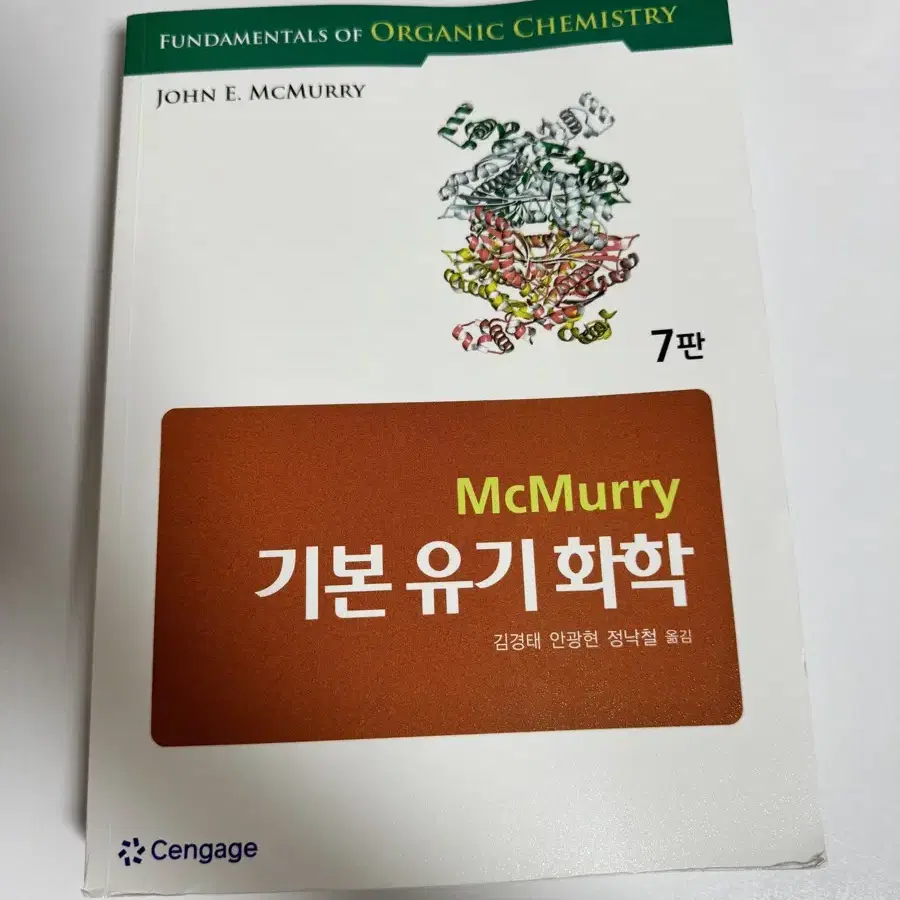 FUNDAMENTALS OF ORGANIC CHEMISTRY
JOHN E. MCMURRY
7판
McMurry
기본 유기 화학
김경태 안광현 정낙철 옮김
Cengage